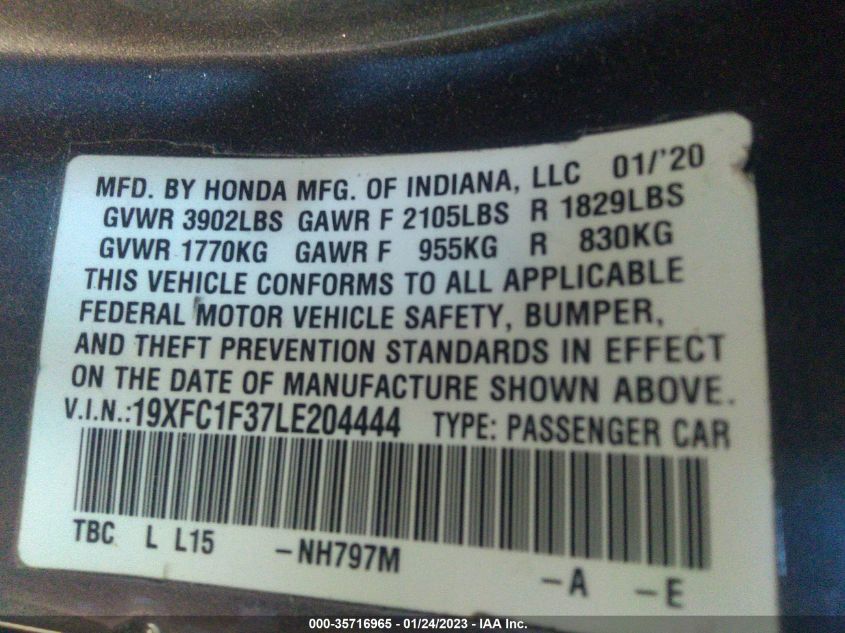 MFD. BY HONDA MFG. OF INDIANA, LLC 01/'20
GVWR 3902LBS GAWR F 2105LBS R 1829LBS
GVWR 1770KG GAWR F 955KG R 830KG
THIS VEHICLE CONFORMS TO ALL APPLICABLE
FEDERAL MOTOR VEHICLE SAFETY, BUMPER,
AND THEFT PREVENTION STANDARDS IN EFFECT
ON THE DATE OF MANUFACTURE SHOWN ABOVE.
V.I.N.:19XFC1F37LE204444 TYPE: PASSENGER CAR
TBC L L15 -NH797M -A -E
000-35716965 - 01/24/2023 - IAA Inc.